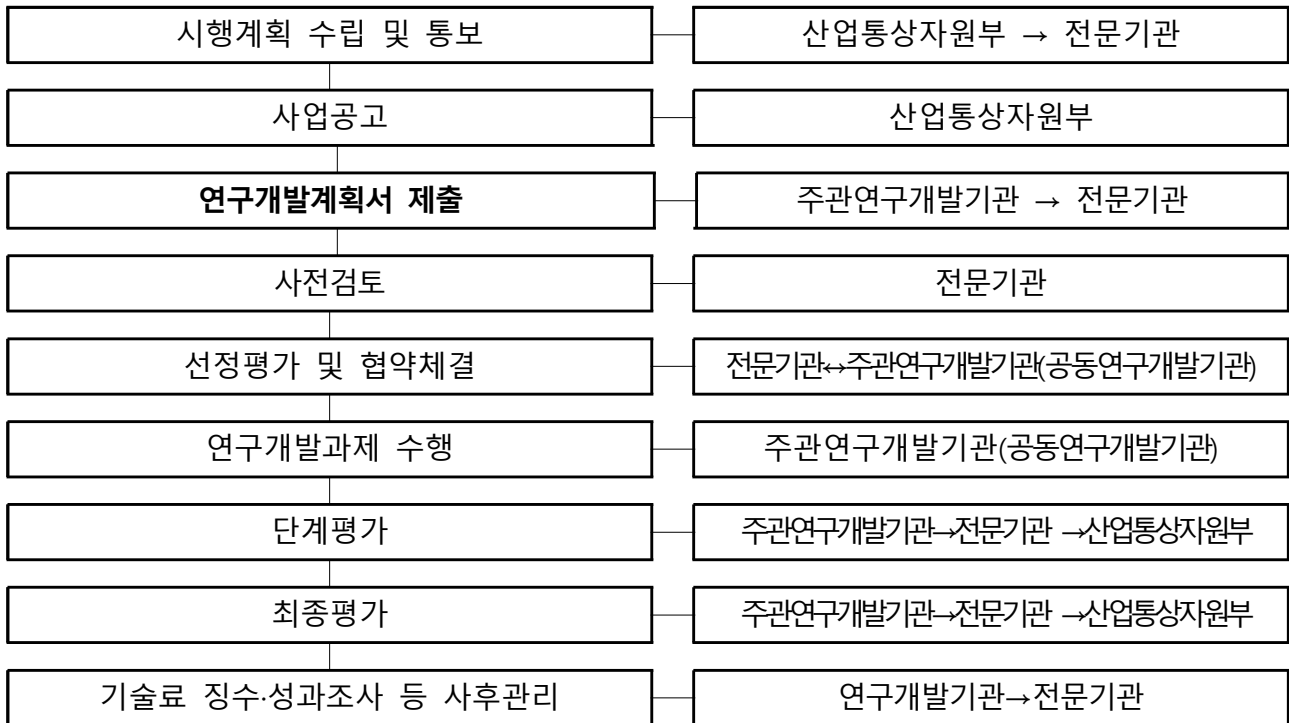 시행계획 수립 및 통보
산업통상자원부 → 전문기관
사업공고
산업통상자원부
연구개발계획서 제출
주관연구개발기관 → 전문기관
사전검토
전문기관
선정평가 및 협약체결
전문기관↔주관연구개발기관(공동연구개발기관)
연구개발과제 수행
주관연구개발기관(공동연구개발기관)
단계평가
주관연구개발기관→전문기관 →산업통상자원부
최종평가
주관연구개발기관→전문기관 →산업통상자원부
기술료 징수·성과조사 등 사후관리
연구개발기관→전문기관